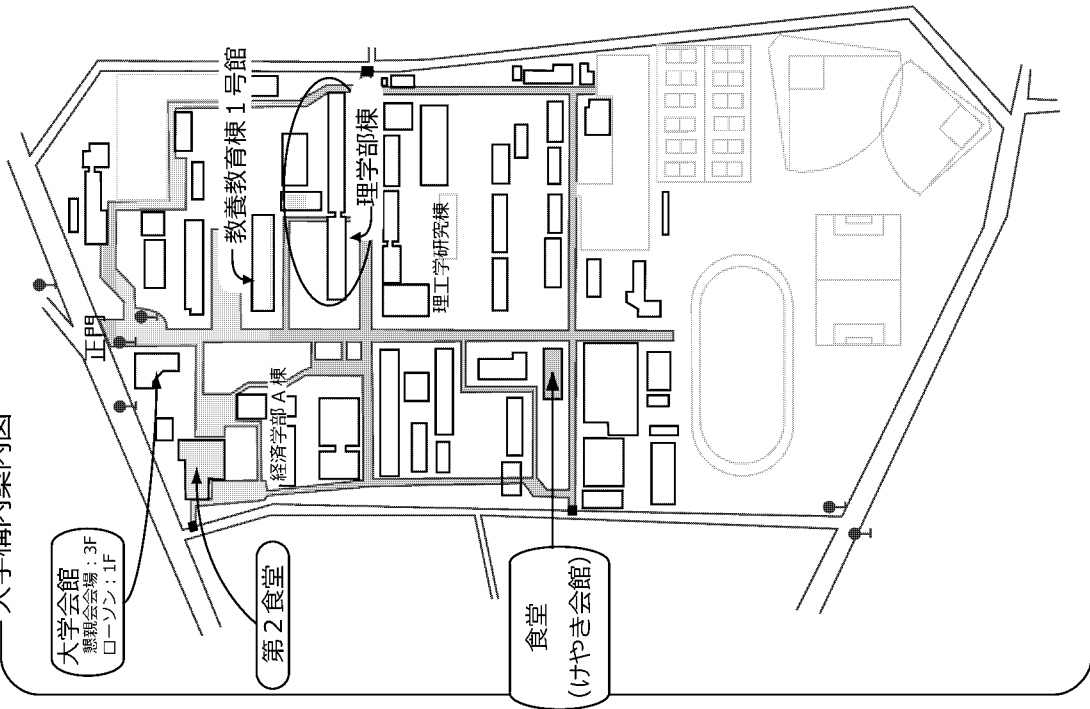 大学構内案内図
正門
大学会館
懇親会会場：3F
ローソン：1F
教養教育棟１号館
理学部棟
第２食堂
経済学部Ａ棟
理工学研究棟
食堂
(けやき会館)